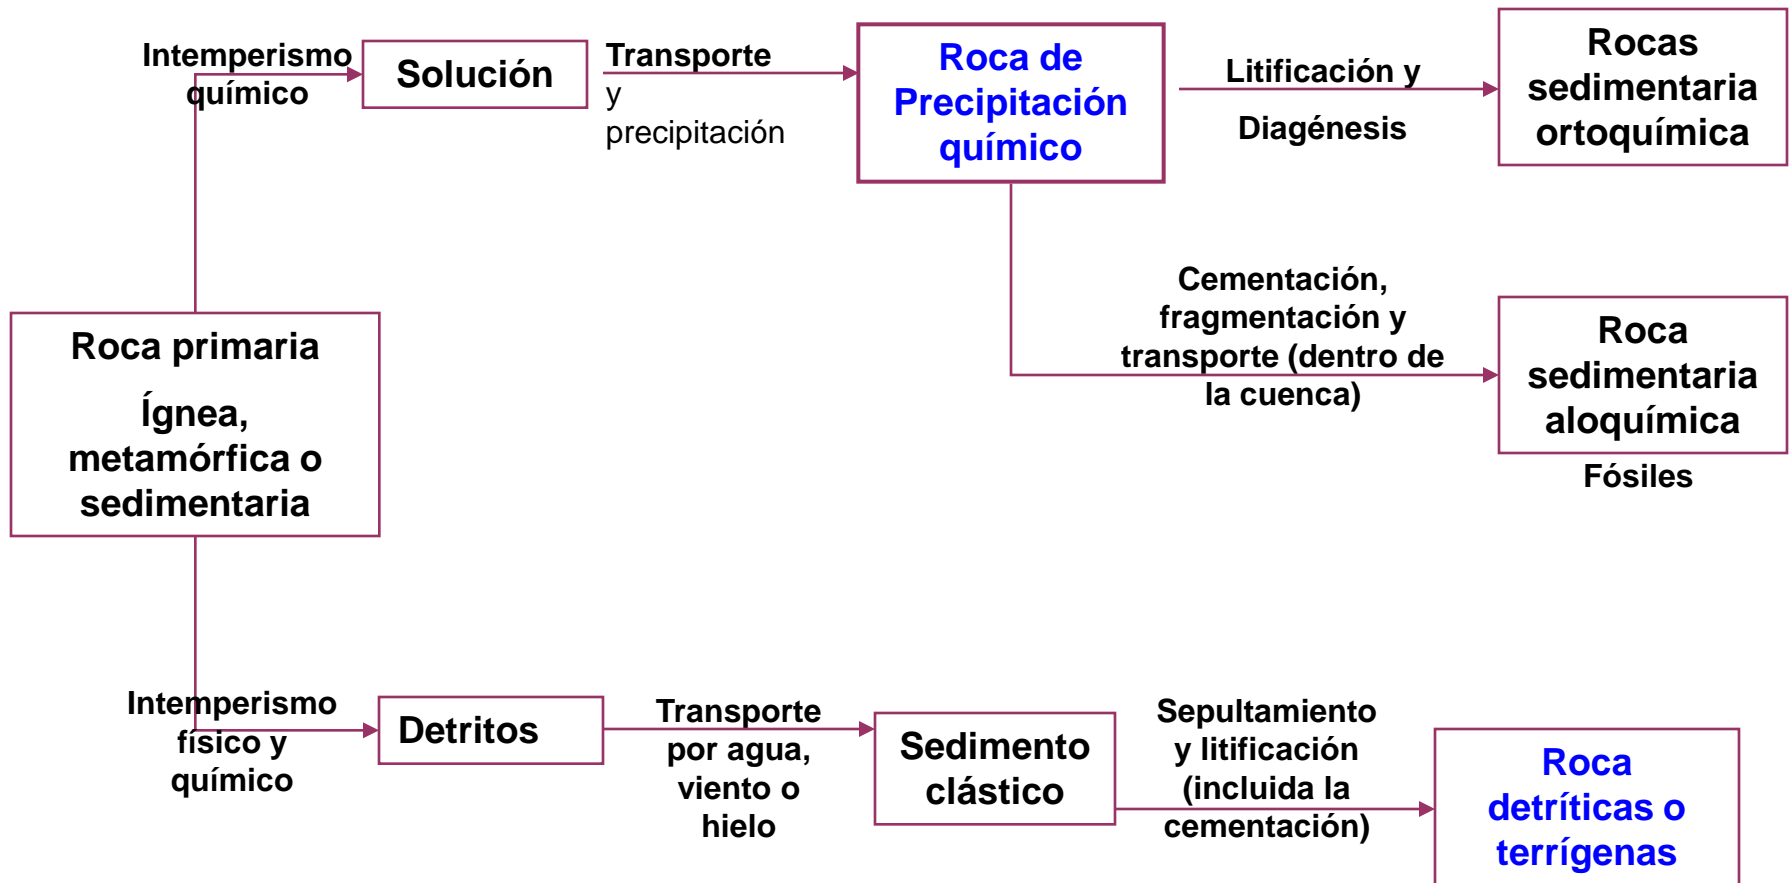 Intemperismo
químico
Solución
Transporte
y
precipitación
Roca de
Precipitación
químico
Litificación y
Diagénesis
Rocas
sedimentaria
ortoquímica
Cementación,
fragmentación y
transporte (dentro de
la cuenca)
Roca
sedimentaria
aloquímica
Fósiles
Roca primaria
Ígnea,
metamórfica o
sedimentaria
Intemperismo
físico y
químico
Detritos
Transporte
por agua,
viento o
hielo
Sedimento
clástico
Sepultamiento
y litificación
(incluida la
cementación)
Roca
detríticas o
terrígenas